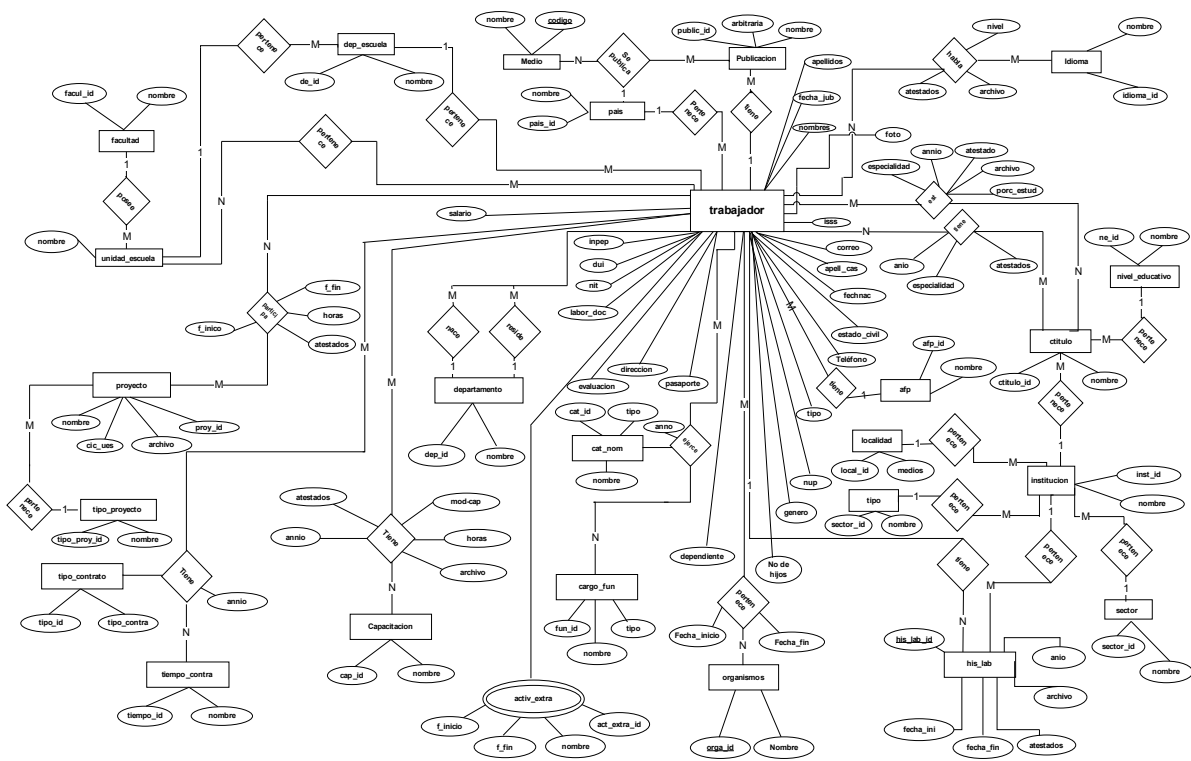 nombre
codigo
Medio
N
Se publica
M
public_id
arbitraria
nombre
Publicacion
M
tiene
1
nivel
habla
atestados
archivo
M
Idioma
nombre
idioma_id
N
pertenece
M
dep_escuela
1
de_id
nombre
pertenece
M
nombre
pais_id
1
pais
1
Pertenece
M
apellidos
fecha_jub
nombres
foto
facul_id
nombre
facultad
1
posee
M
nombre
unidad_escuela
1
N
pertenece
M
trabajador
salario
isss
M
especialidad
annio
atestado
archivo
porc_estud
est
N
N
tiene
anio
especialidad
atestados
M
ne_id
nombre
nivel_educativo
1
pertenece
M
ctitulo
ctitulo_id
nombre
M
pertenece
1
N
Participa
f_inico
f_fin
horas
atestados
M
proyecto
nombre
cic_ues
archivo
proy_id
M
pertenece
1
tipo_proyecto
tipo_proy_id
nombre
inpep
dui
nit
labor_doc
evaluacion
direccion
pasaporte
correo
apell_cas
fechnac
estado_civil
Teléfono
tipo
nup
genero
No de hijos
dependiente
M
M
nace
reside
1
1
departamento
dep_id
nombre
M
tiene
1
afp
afp_id
nombre
M
cat_id
tipo
anno
cat_nom
nombre
ejerce
N
cargo_fun
fun_id
nombre
tipo
M
Tiene
tipo_contrato
tipo_id
tipo_contra
annio
N
tiempo_contra
tiempo_id
nombre
M
atestados
annio
Tiene
mod-cap
horas
archivo
N
Capacitacion
cap_id
nombre
activ_extra
f_inicio
f_fin
nombre
act_extra_id
M
pertenece
Fecha_inicio
Fecha_fin
N
organismos
orga_id
Nombre
localidad
local_id
medios
1
pertenece
M
tipo
sector_id
nombre
1
pertenece
M
institucion
inst_id
nombre
1
pertenece
M
M
pertenece
1
sector
sector_id
nombre
1
tiene
N
his_lab_id
his_lab
anio
archivo
fecha_ini
fecha_fin
atestados